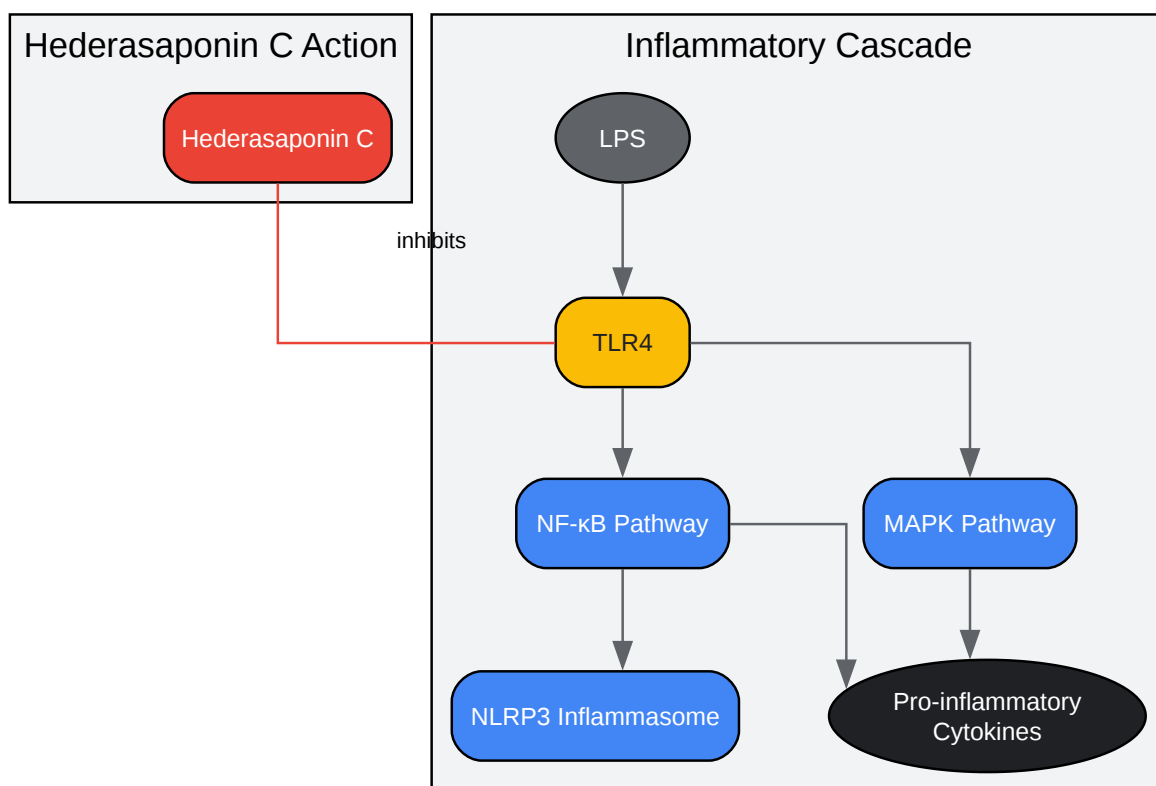 Hederasaponin C Action
Inflammatory Cascade
Hederasaponin C
LPS
inhibits
TLR4
NF-κB Pathway
MAPK Pathway
NLRP3 Inflammasome
Pro-inflammatory
Cytokines